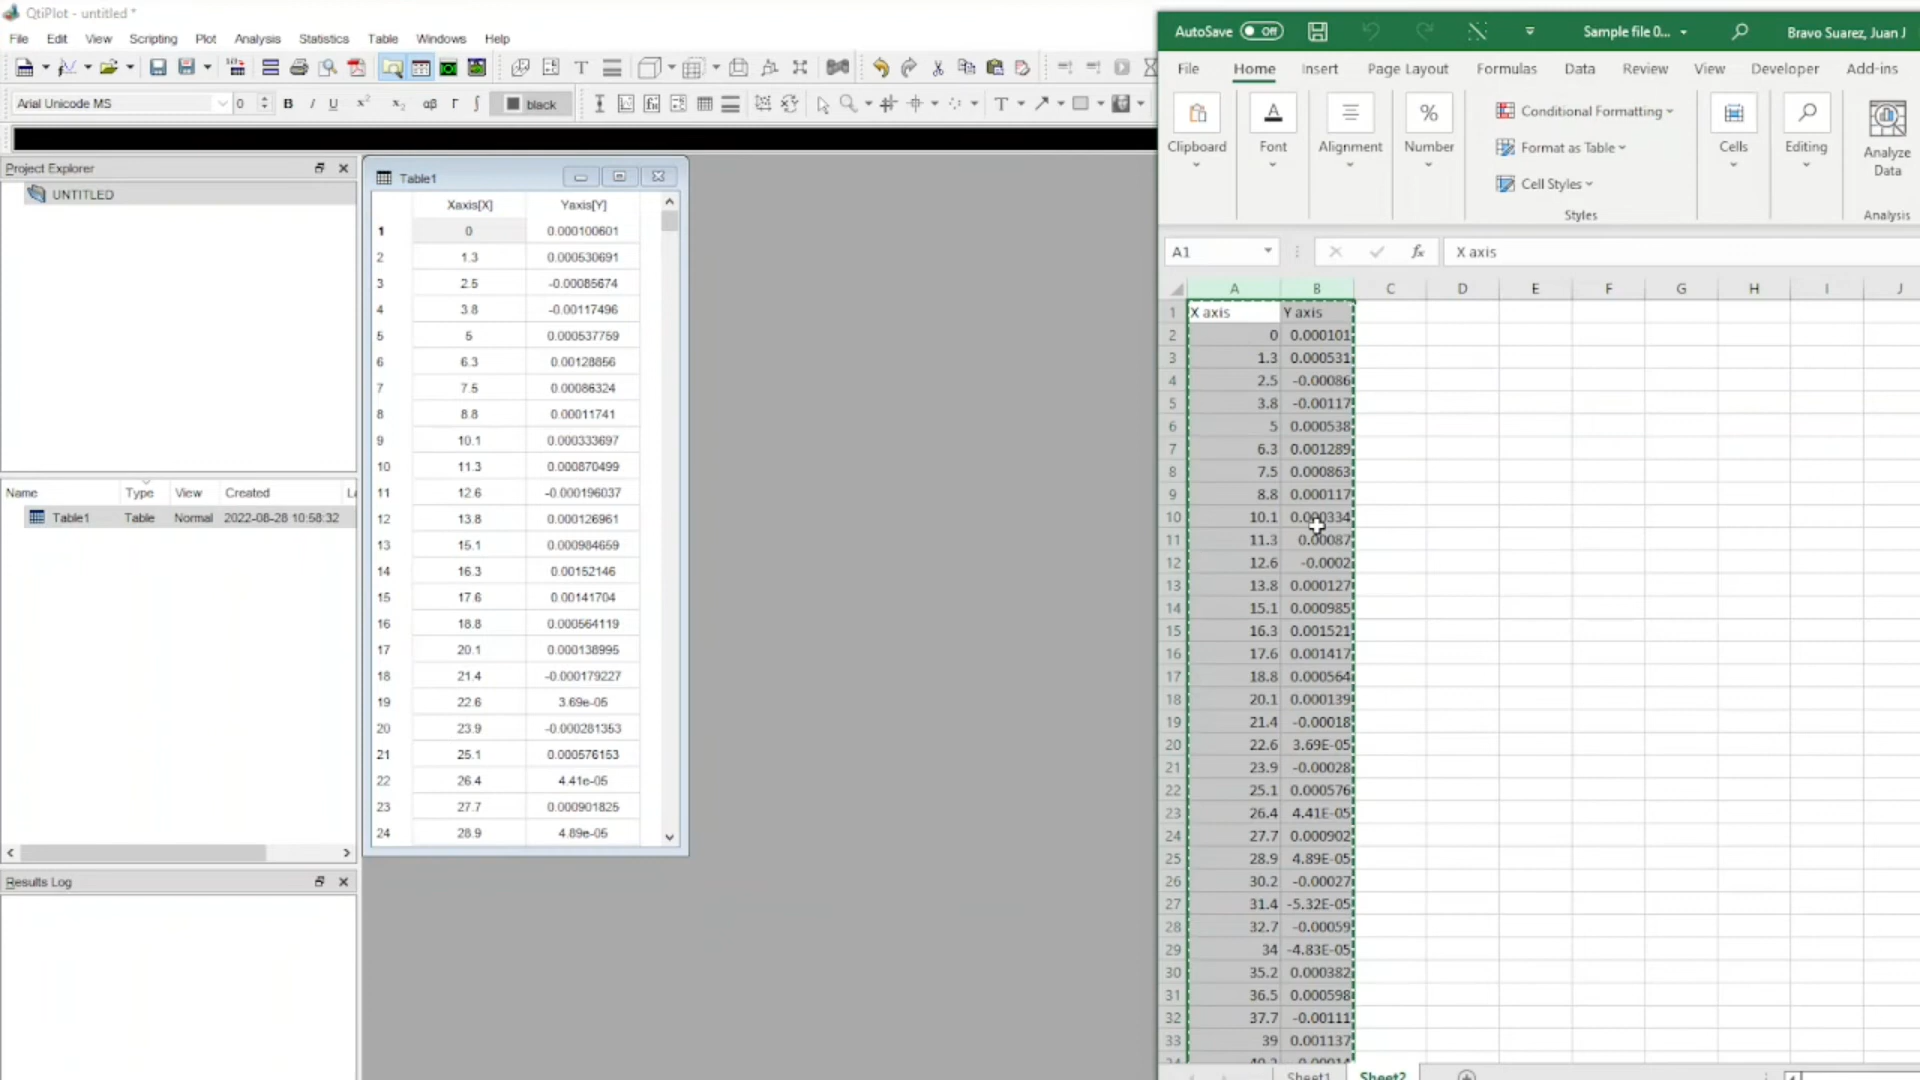 QtiPlot - untitled *
File Edit View Scripting Plot Analysis Statistics Table Windows Help
Arial Unicode MS 0 B I U x² x₂ αβ Γ ∫ black
Project Explorer
UNTITLED
Name Type View Created
Table1 Table Normal 2022-08-28 10:58:32
Results Log
Table1
Xaxis[X] Yaxis[Y]
1 0 0.000100601
2 1.3 0.000530691
3 2.5 -0.00085674
4 3.8 -0.00117496
5 5 0.000537759
6 6.3 0.00128856
7 7.5 0.00086324
8 8.8 0.00011741
9 10.1 0.000333697
10 11.3 0.000870499
11 12.6 -0.000196037
12 13.8 0.000126961
13 15.1 0.000984659
14 16.3 0.00152146
15 17.6 0.00141704
16 18.8 0.000564119
17 20.1 0.000138995
18 21.4 -0.000179227
19 22.6 3.69e-05
20 23.9 -0.000281353
21 25.1 0.000576153
22 26.4 4.41e-05
23 27.7 0.000901825
24 28.9 4.89e-05
AutoSave Off Sample file 0... Bravo Suarez, Juan J
File Home Insert Page Layout Formulas Data Review View Developer Add-ins
Clipboard Font Alignment Number
Conditional Formatting
Format as Table
Cell Styles
Styles
Cells Editing
Analyze
Data
Analysis
A1 fx X axis
A B C D E F G H I J
1 X axis Y axis
2 0 0.000101
3 1.3 0.000531
4 2.5 -0.00086
5 3.8 -0.00117
6 5 0.000538
7 6.3 0.001289
8 7.5 0.000863
9 8.8 0.000117
10 10.1 0.000334
11 11.3 0.00087
12 12.6 -0.0002
13 13.8 0.000127
14 15.1 0.000985
15 16.3 0.001521
16 17.6 0.001417
17 18.8 0.000564
18 20.1 0.000139
19 21.4 -0.00018
20 22.6 3.69E-05
21 23.9 -0.00028
22 25.1 0.000576
23 26.4 4.41E-05
24 27.7 0.000902
25 28.9 4.89E-05
26 30.2 -0.00027
27 31.4 -5.32E-05
28 32.7 -0.00059
29 34 -4.83E-05
30 35.2 0.000382
31 36.5 0.000598
32 37.7 -0.00111
33 39 0.001137
Sheet1 Sheet2